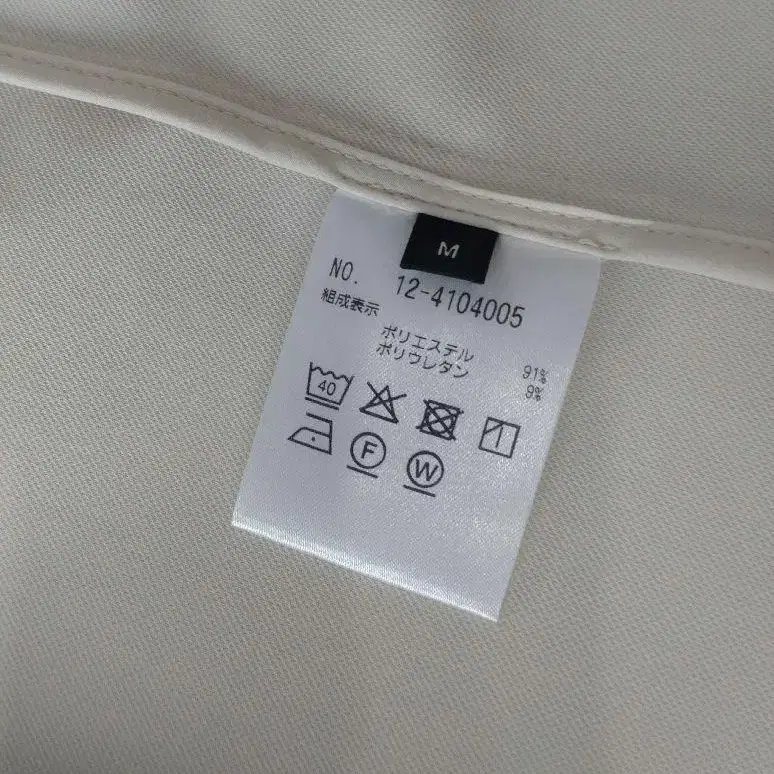 M
NO. 12-4104005
組成表示
ポリエステル 91%
ポリウレタン 9%
40
F W